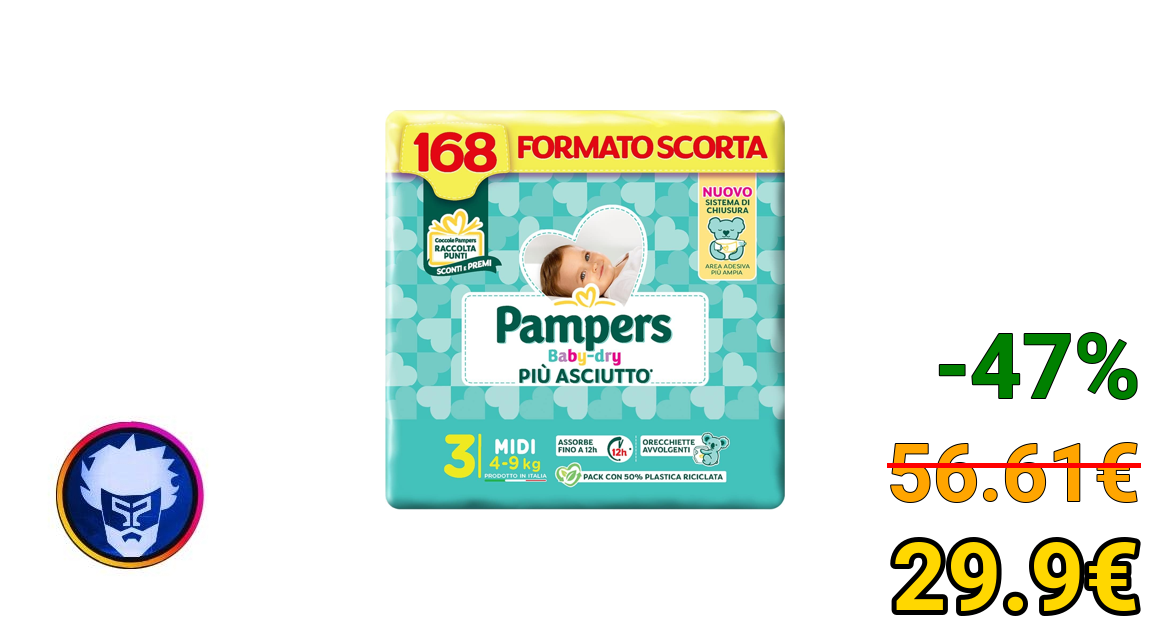 168 FORMATO SCORTA
NUOVO
SISTEMA DI
CHIUSURA
Coccole Pampers
RACCOLTA
PUNTI
SCONTI E PREMI
AREA ADESIVA
PIÙ AMPIA
Pampers
Baby-dry
PIÙ ASCIUTTO*
3 MIDI
4-9 kg
PRODOTTO IN ITALIA
ASSORBE
FINO A 12h
12h
ORECCHIETTE
AVVOLGENTI
PACK CON 50% PLASTICA RICICLATA
-47%
56.61€
29.9€